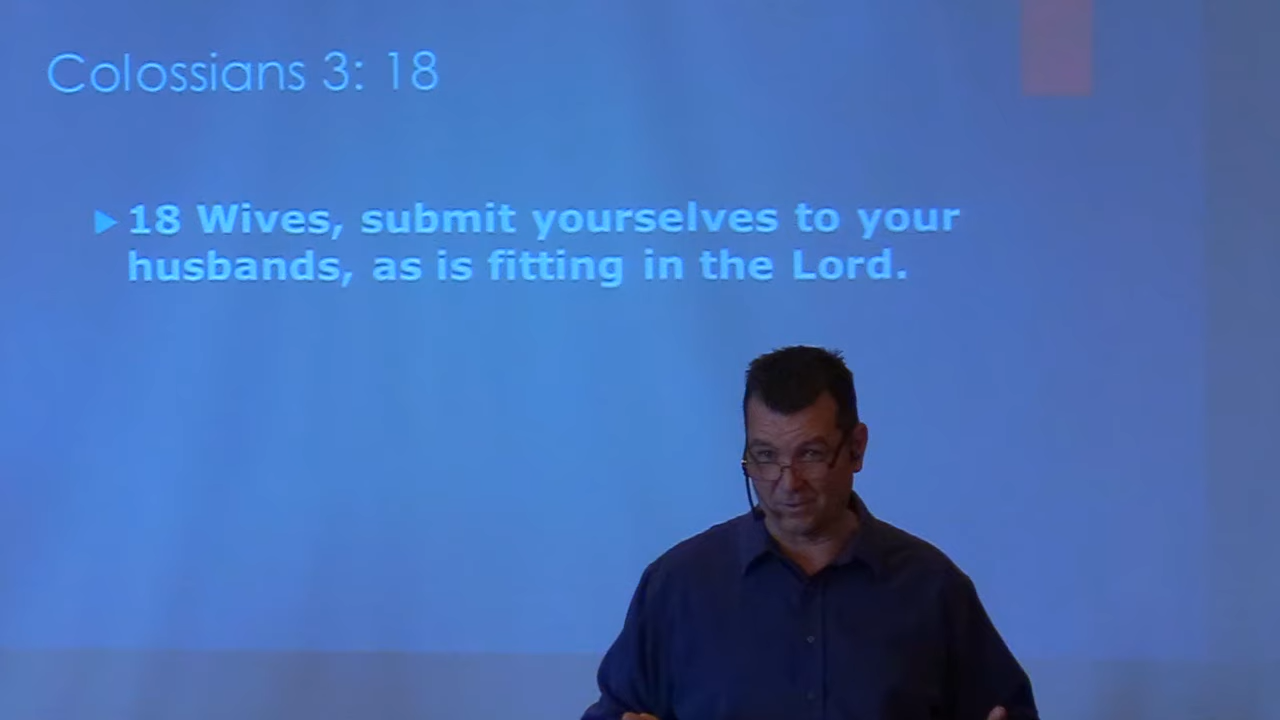 Colossians 3: 18
18 Wives, submit yourselves to your
husbands, as is fitting in the Lord.